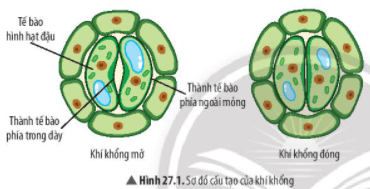 Tế bào
hình hạt đậu
Thành tế bào
phía trong dày
Thành tế bào
phía ngoài mỏng
Khí khổng mở
Khí khổng đóng
▲ Hình 27.1. Sơ đồ cấu tạo của khí khổng